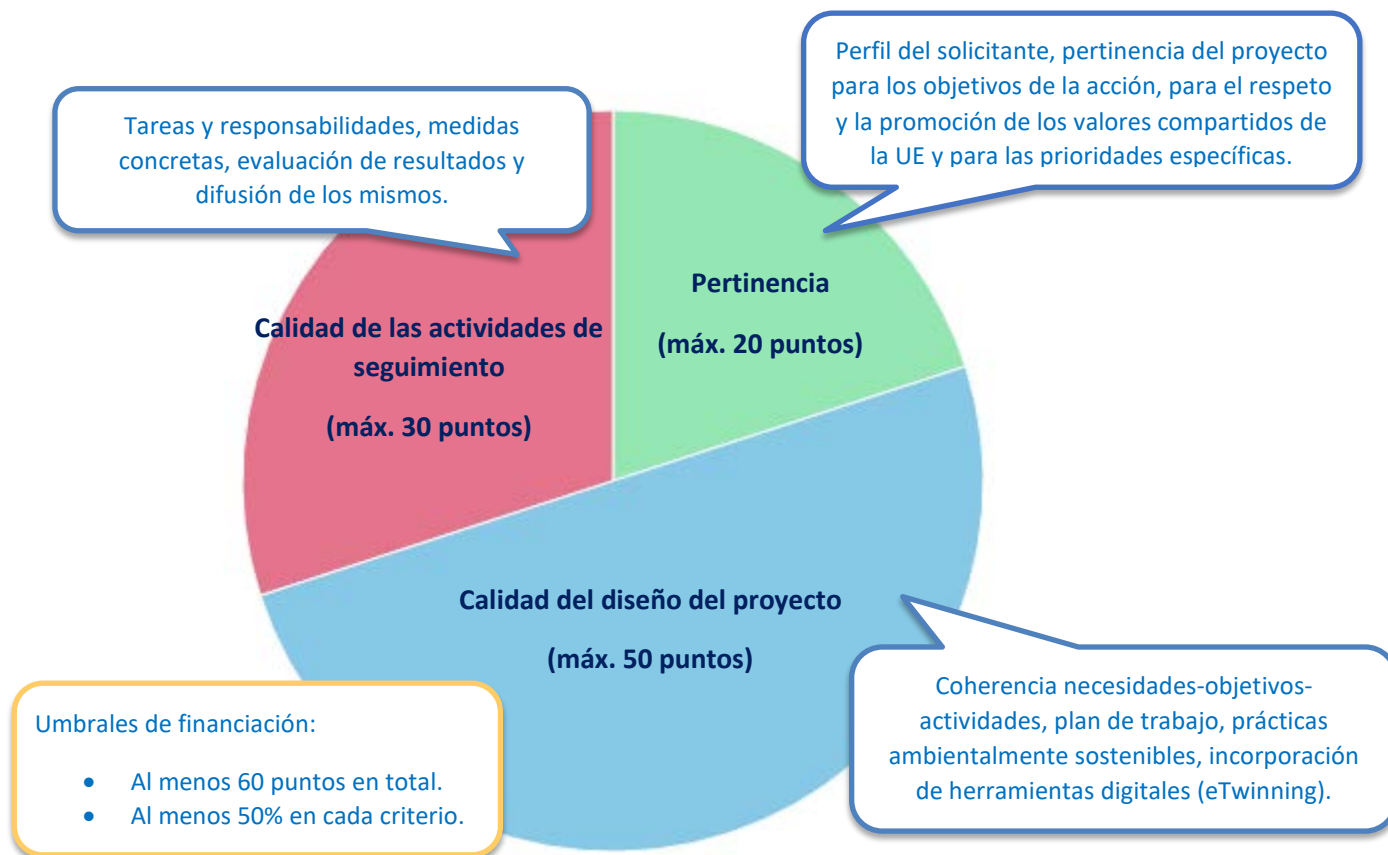 Perfil del solicitante, pertinencia del proyecto
para los objetivos de la acción, para el respeto
y la promoción de los valores compartidos de
la UE y para las prioridades específicas.
Tareas y responsabilidades, medidas
concretas, evaluación de resultados y
difusión de los mismos.
Pertinencia
(máx. 20 puntos)
Calidad de las actividades de
seguimiento
(máx. 30 puntos)
Calidad del diseño del proyecto
(máx. 50 puntos)
Coherencia necesidades-objetivos-
actividades, plan de trabajo, prácticas
ambientalmente sostenibles, incorporación
de herramientas digitales (eTwinning).
Umbrales de financiación:
• Al menos 60 puntos en total.
• Al menos 50% en cada criterio.